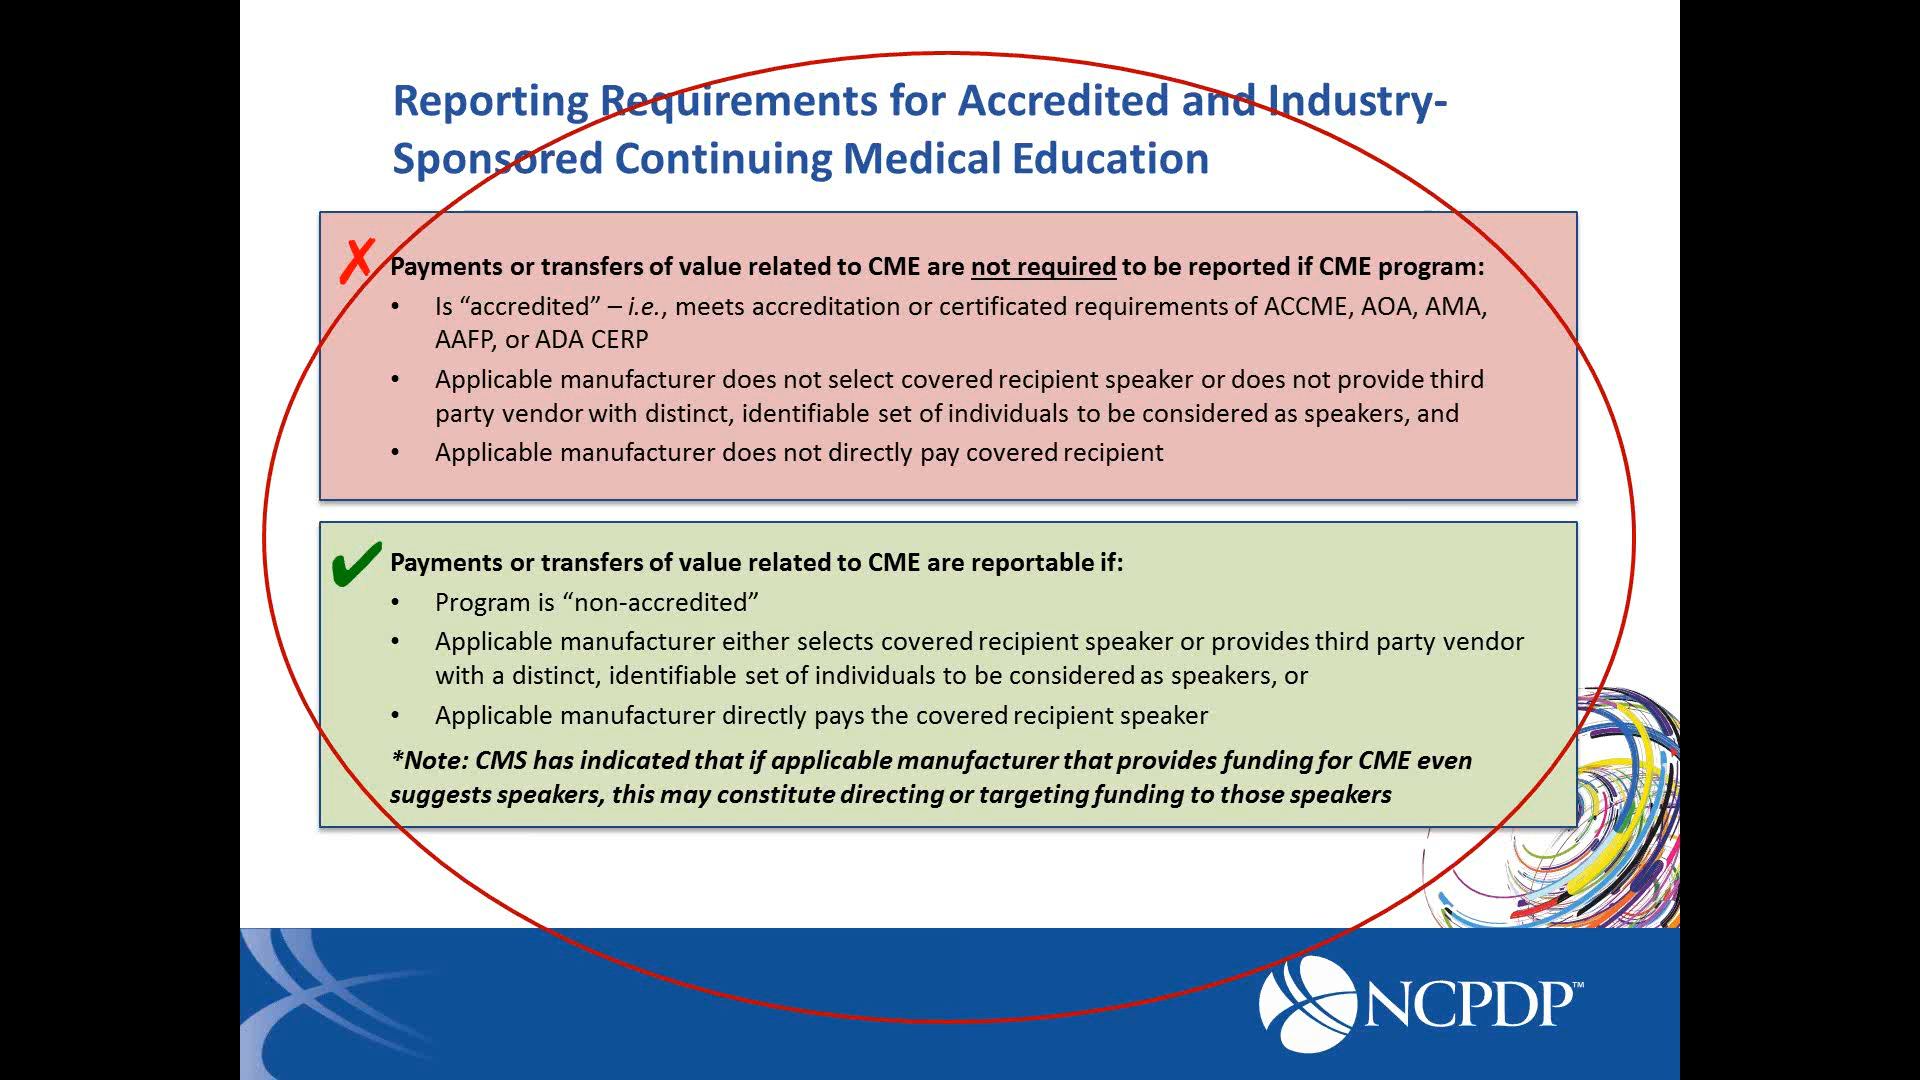 Reporting Requirements for Accredited and Industry-
Sponsored Continuing Medical Education
✗ Payments or transfers of value related to CME are not required to be reported if CME program:
• Is “accredited” – i.e., meets accreditation or certificated requirements of ACCME, AOA, AMA,
AAFP, or ADA CERP
• Applicable manufacturer does not select covered recipient speaker or does not provide third
party vendor with distinct, identifiable set of individuals to be considered as speakers, and
• Applicable manufacturer does not directly pay covered recipient
✔ Payments or transfers of value related to CME are reportable if:
• Program is “non-accredited”
• Applicable manufacturer either selects covered recipient speaker or provides third party vendor
with a distinct, identifiable set of individuals to be considered as speakers, or
• Applicable manufacturer directly pays the covered recipient speaker
*Note: CMS has indicated that if applicable manufacturer that provides funding for CME even
suggests speakers, this may constitute directing or targeting funding to those speakers
NCPDP™